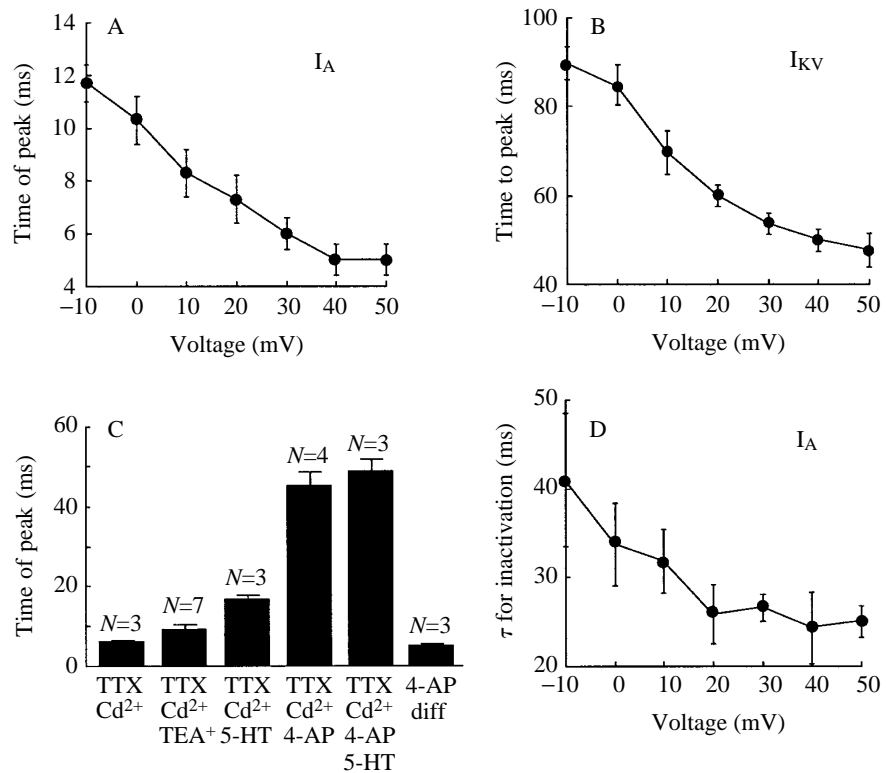 A
I_A
Time of peak (ms)
14
12
10
8
6
4
−10 0 10 20 30 40 50
Voltage (mV)
B
I_KV
Time to peak (ms)
100
80
60
40
−10 0 10 20 30 40 50
Voltage (mV)
C
Time of peak (ms)
60
40
20
0
N=3 N=7 N=3 N=4 N=3 N=3
TTX TTX TTX TTX TTX 4-AP
Cd²⁺ Cd²⁺ Cd²⁺ Cd²⁺ Cd²⁺ diff
TEA⁺ 5-HT 4-AP 4-AP
5-HT
D
I_A
τ for inactivation (ms)
50
40
30
20
−10 0 10 20 30 40 50
Voltage (mV)